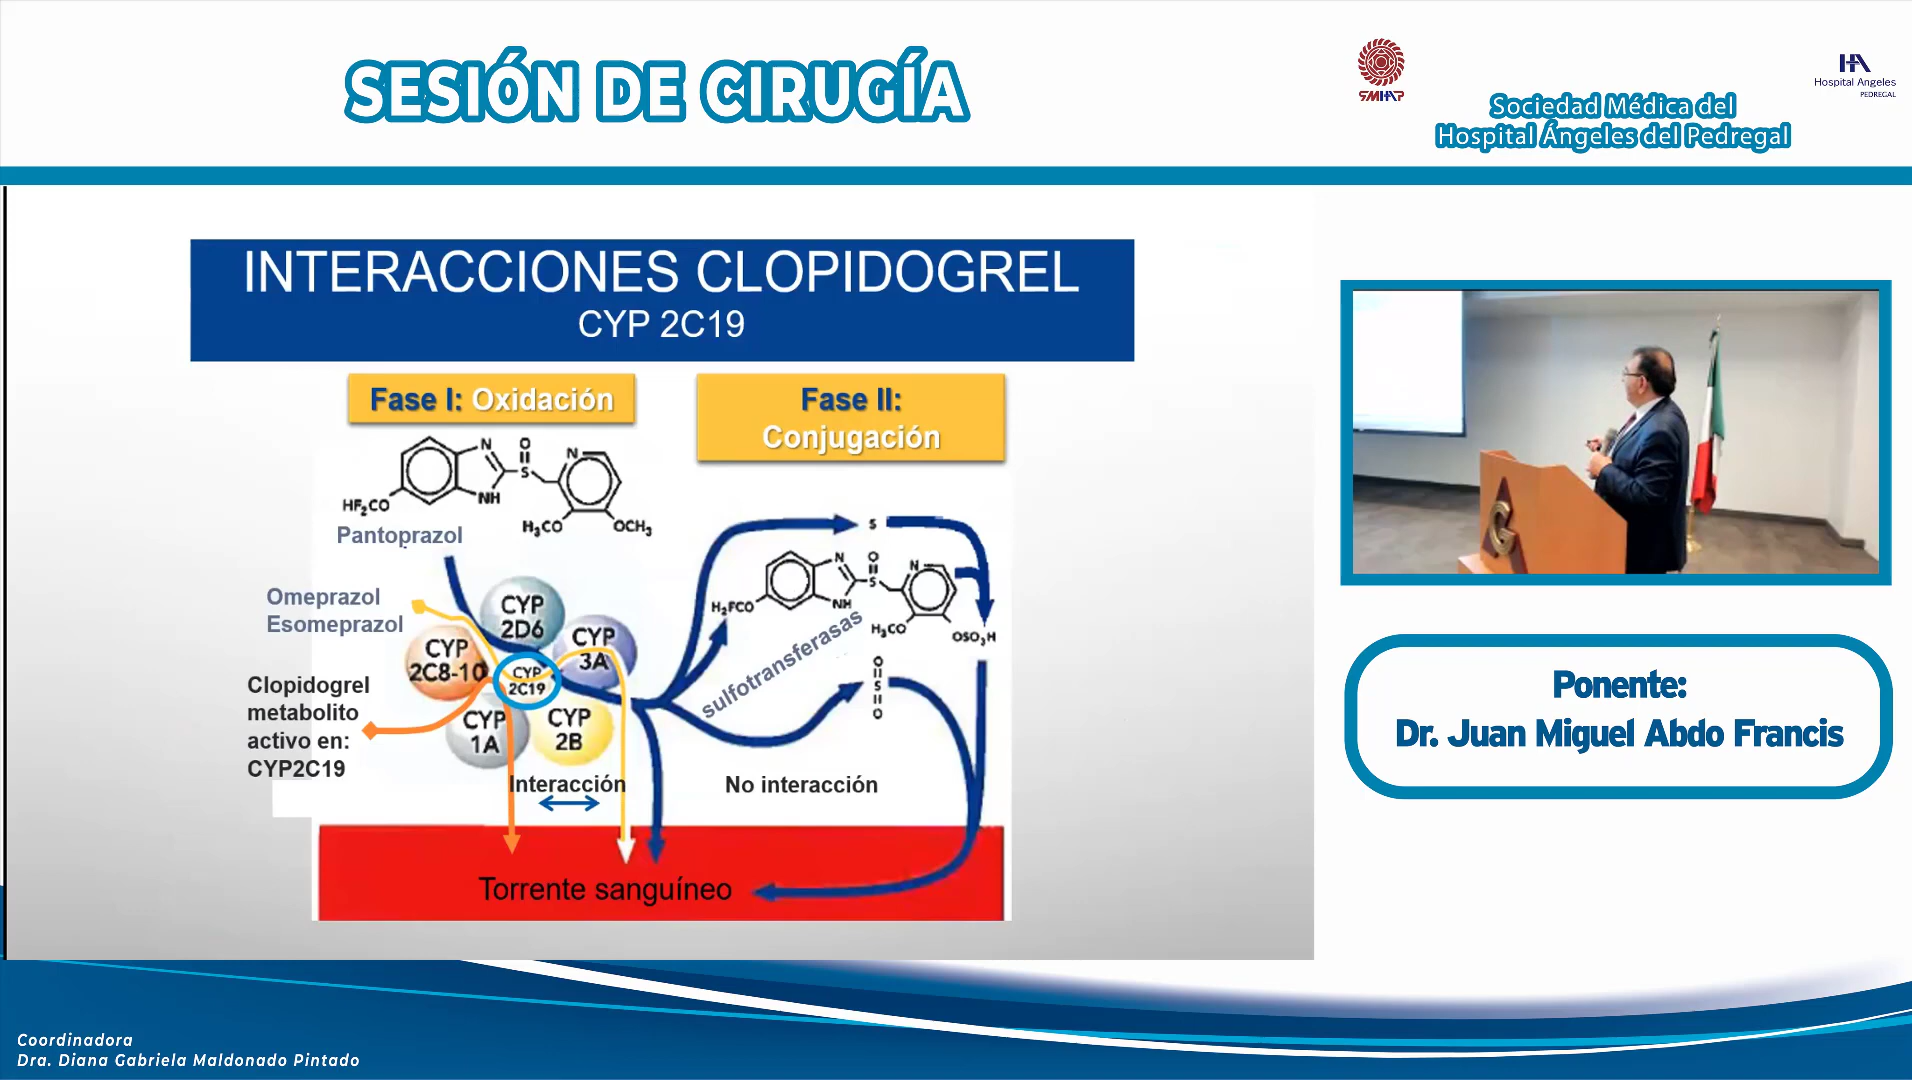 SESIÓN DE CIRUGÍA
SMHAP
HA
Hospital Angeles
PEDREGAL
Sociedad Médica del
Hospital Ángeles del Pedregal
INTERACCIONES CLOPIDOGREL
CYP 2C19
Fase I: Oxidación
Fase II:
Conjugación
N
O
S
N
NH
HF₂CO
H₃CO
OCH₃
Pantoprazol
Omeprazol
Esomeprazol
CYP
2D6
CYP
3A
CYP
2C8-10
CYP
2C19
CYP
1A
CYP
2B
Clopidogrel
metabolito
activo en:
CYP2C19
Interacción
S
N
O
S
N
NH
H₂FCO
H₃CO
OSO₃H
sulfotransferasas
O
S
O
No interacción
Torrente sanguíneo
G
Ponente:
Dr. Juan Miguel Abdo Francis
Coordinadora
Dra. Diana Gabriela Maldonado Pintado